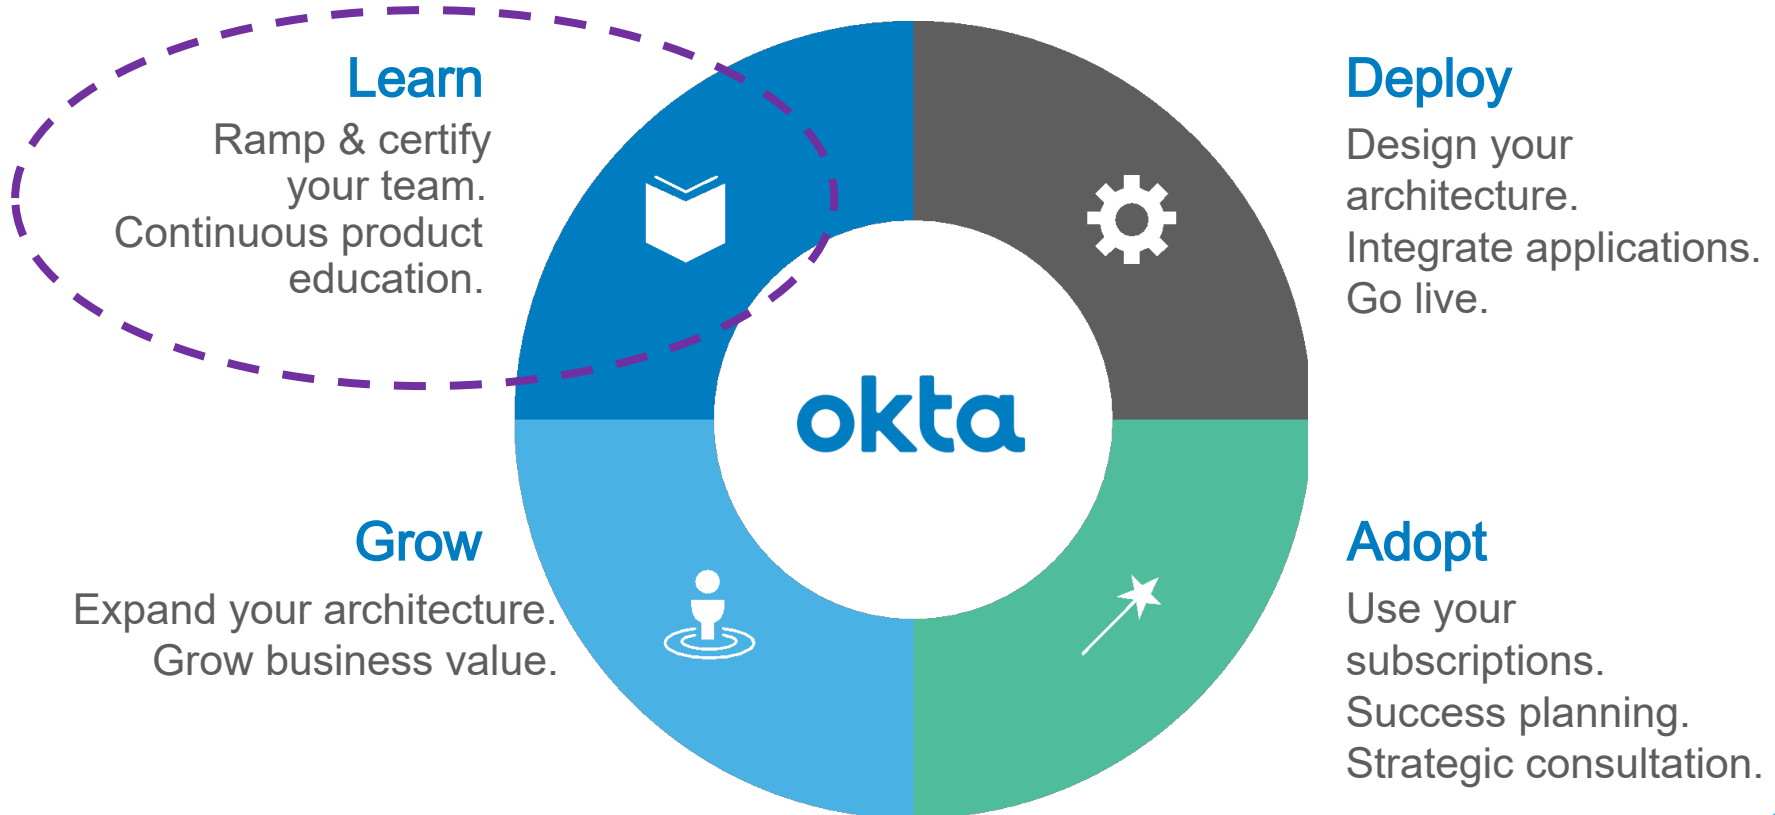 Learn
Ramp & certify
your team.
Continuous product
education.
Deploy
Design your
architecture.
Integrate applications.
Go live.
okta
Grow
Expand your architecture.
Grow business value.
Adopt
Use your
subscriptions.
Success planning.
Strategic consultation.